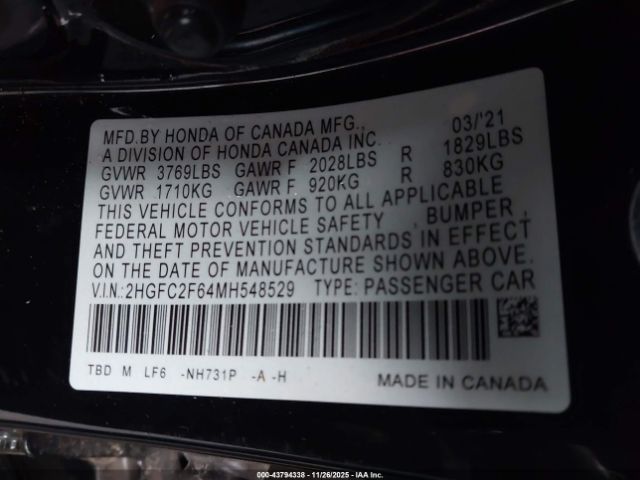 MFD.BY HONDA OF CANADA MFG., 03/'21
A DIVISION OF HONDA CANADA INC.
GVWR 3769LBS GAWR F 2028LBS R 1829LBS
GVWR 1710KG GAWR F 920KG R 830KG
THIS VEHICLE CONFORMS TO ALL APPLICABLE
FEDERAL MOTOR VEHICLE SAFETY , BUMPER ,
AND THEFT PREVENTION STANDARDS IN EFFECT
ON THE DATE OF MANUFACTURE SHOWN ABOVE.
V.I.N.:2HGFC2F64MH548529 TYPE: PASSENGER CAR
TBD M LF6 -NH731P -A -H
MADE IN CANADA
000-43794338 | 11/26/2025 - IAA Inc.